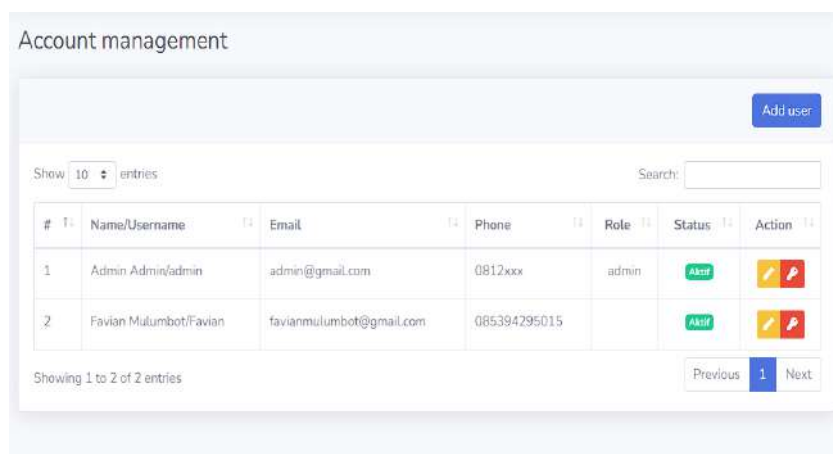 Account management
Add user
Show 10 entries
Search:
# Name/Username Email Phone Role Status Action
1 Admin Admin/admin admin@gmail.com 0812xxx admin Aktif
2 Favian Mulumbot/Favian favianmulumbot@gmail.com 085394295015 Aktif
Showing 1 to 2 of 2 entries
Previous 1 Next